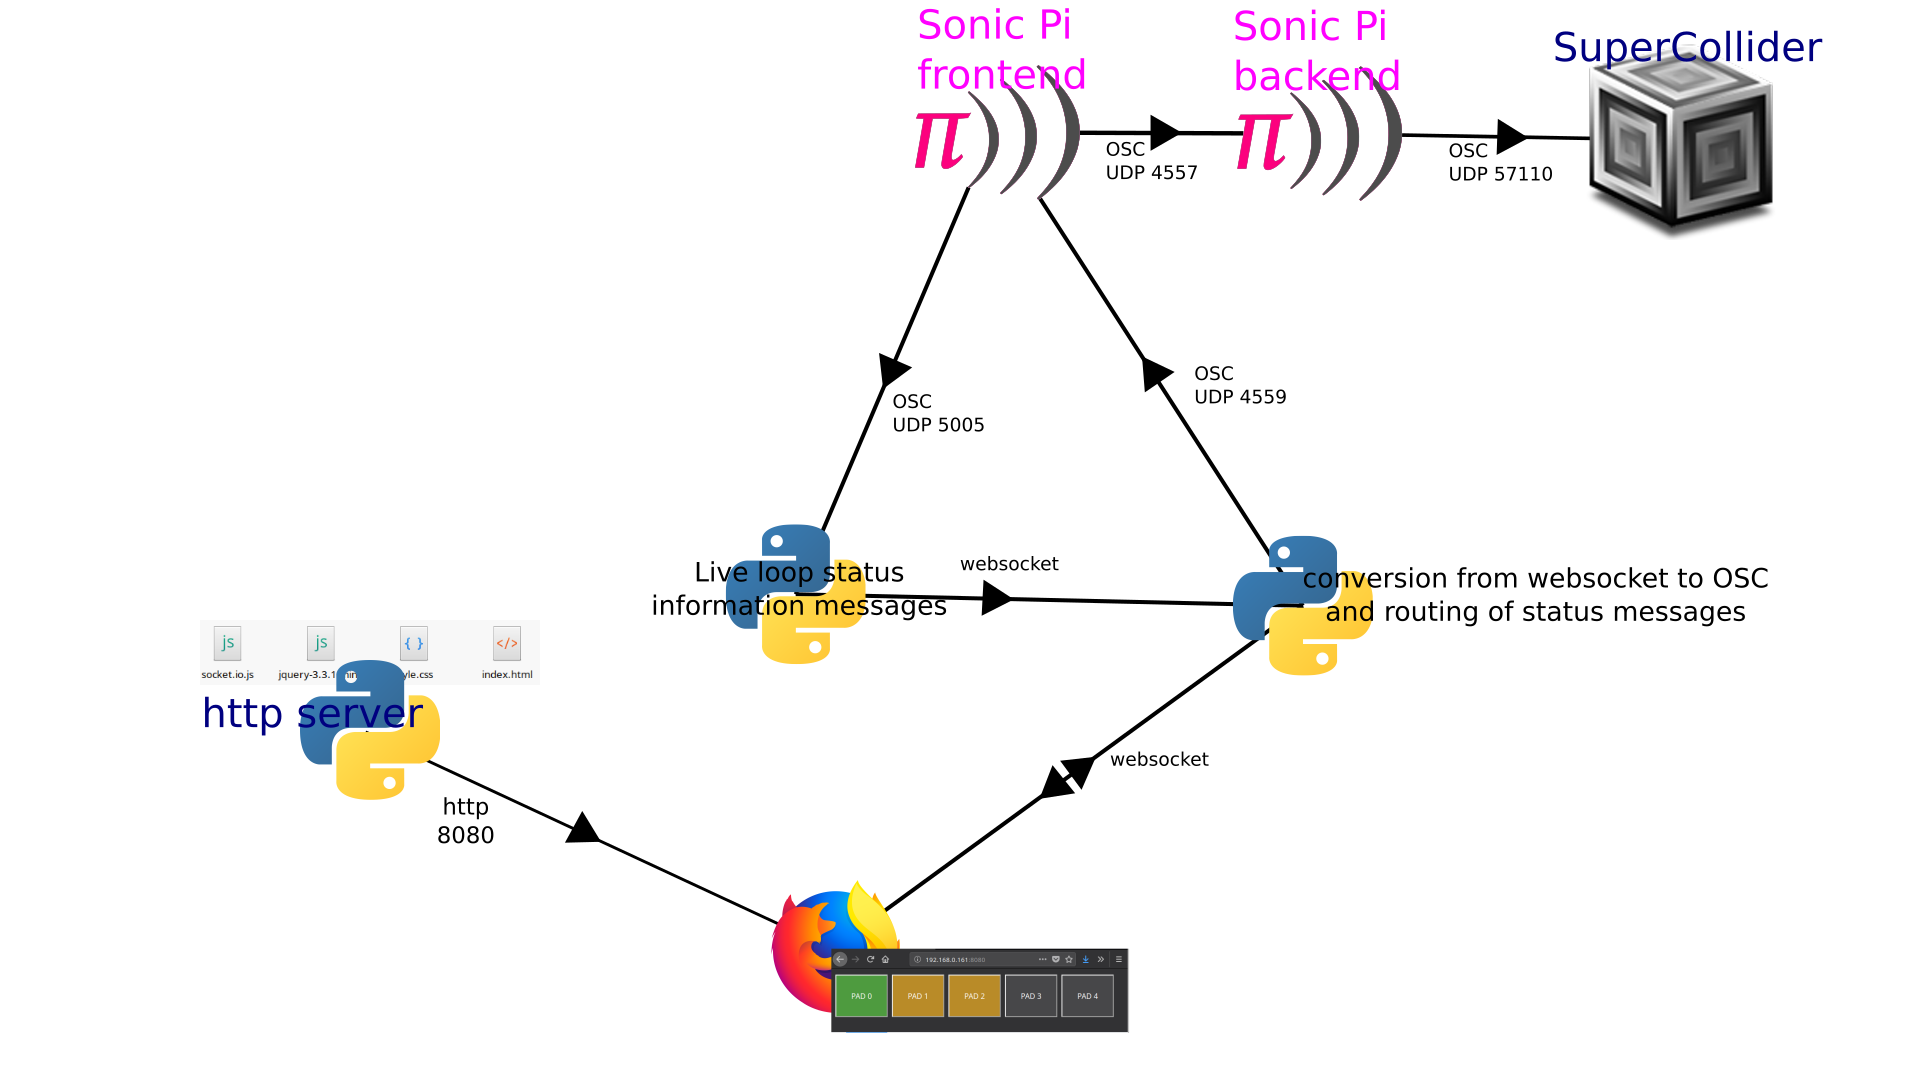 Sonic Pi
frontend
Sonic Pi
backend
SuperCollider
OSC
UDP 4557
OSC
UDP 57110
OSC
UDP 5005
OSC
UDP 4559
websocket
Live loop status
information messages
conversion from websocket to OSC
and routing of status messages
js
js
{ }
</>
socket.io.js
jquery-3.3.1
yle.css
index.html
http server
http
8080
websocket
192.168.0.161:8080
PAD 0
PAD 1
PAD 2
PAD 3
PAD 4